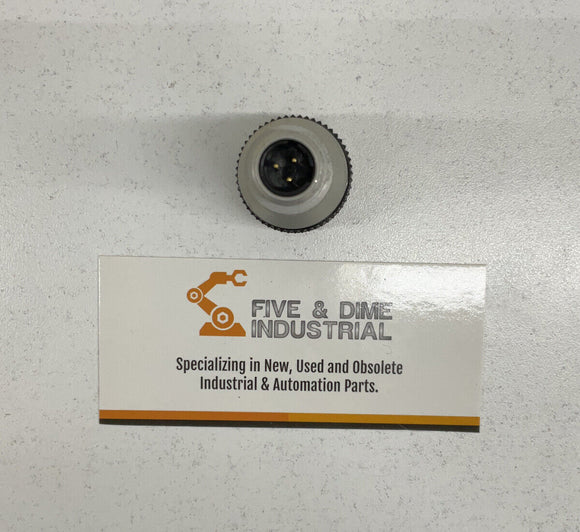 FIVE & DIME
INDUSTRIAL
Specializing in New, Used and Obsolete
Industrial & Automation Parts.